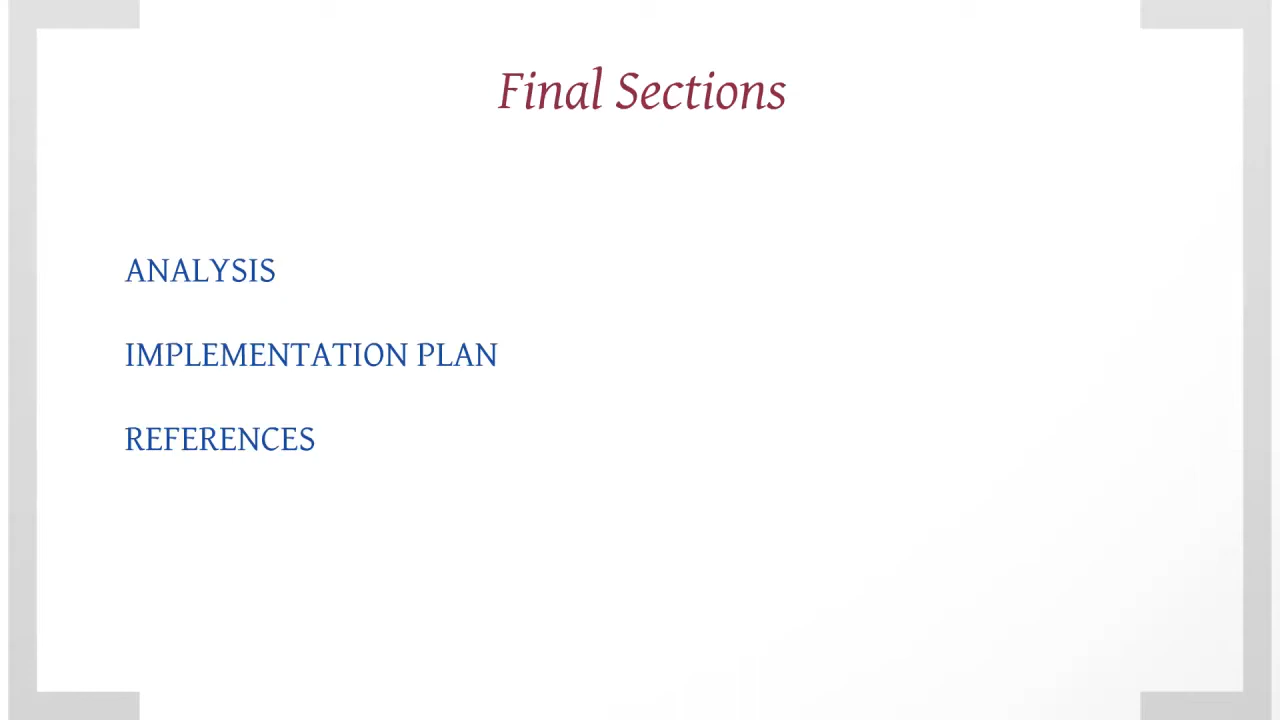 Final Sections
ANALYSIS
IMPLEMENTATION PLAN
REFERENCES